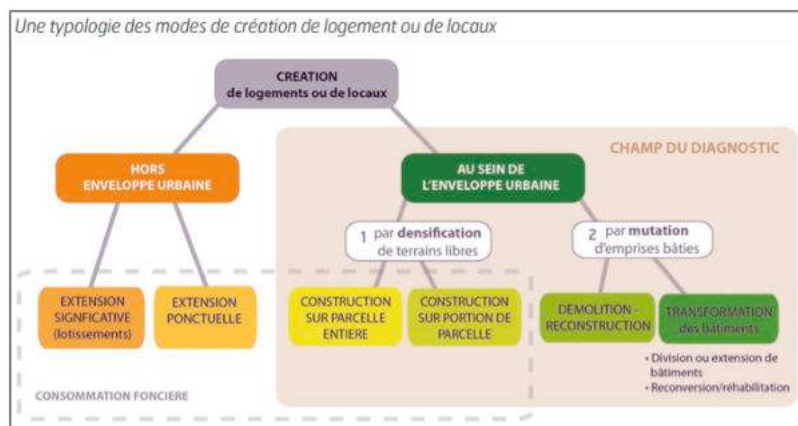 Une typologie des modes de création de logement ou de locaux
CREATION
de logements ou de locaux
CHAMP DU DIAGNOSTIC
HORS
ENVELOPPE URBAINE
AU SEIN DE
L'ENVELOPPE URBAINE
1 par densification
de terrains libres
2 par mutation
d'emprises bâties
EXTENSION
SIGNFICATIVE
(lotissements)
EXTENSION
PONCTUELLE
CONSTRUCTION
SUR PARCELLE
ENTIERE
CONSTRUCTION
SUR PORTION DE
PARCELLE
DEMOLITION -
RECONSTRUCTION
TRANSFORMATION
des bâtiments
• Division ou extension de
bâtiments
• Reconversion/réhabilitation
CONSOMMATION FONCIERE